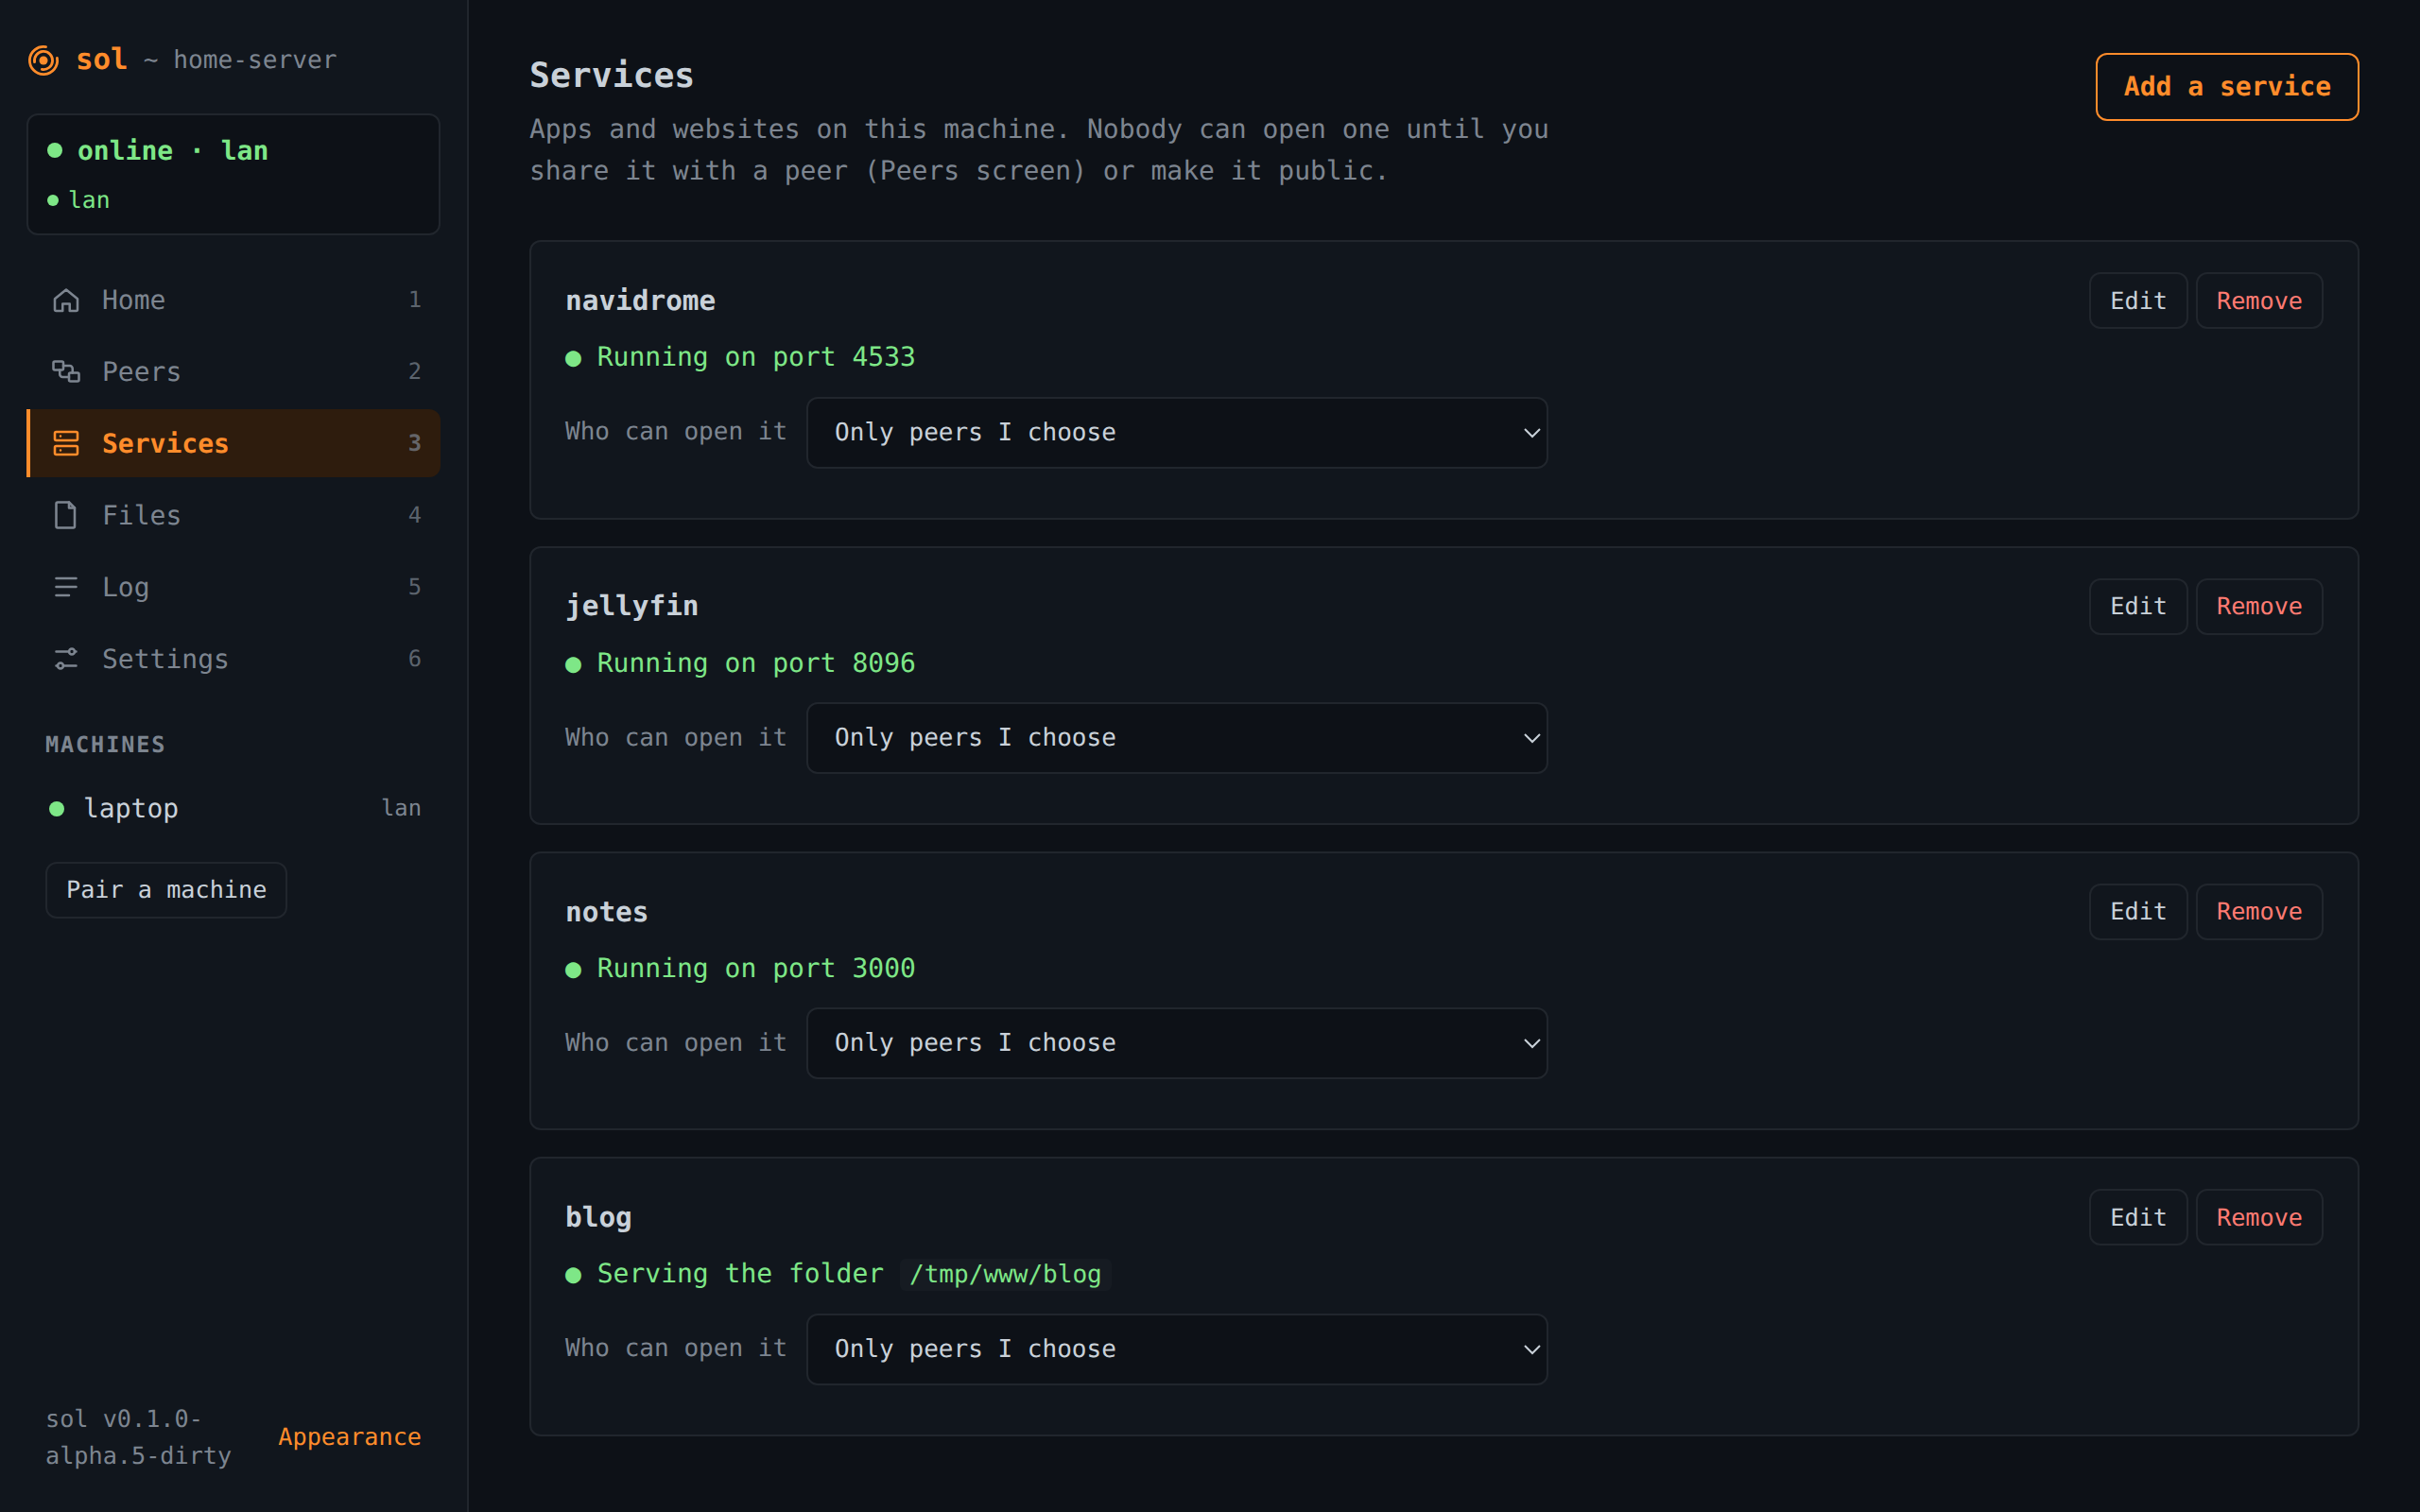 sol ~ home-server
online · lan
lan
Home 1
Peers 2
Services 3
Files 4
Log 5
Settings 6
MACHINES
laptop lan
Pair a machine
sol v0.1.0-
alpha.5-dirty
Appearance
Services
Add a service
Apps and websites on this machine. Nobody can open one until you
share it with a peer (Peers screen) or make it public.
navidrome
Edit Remove
Running on port 4533
Who can open it Only peers I choose
jellyfin
Edit Remove
Running on port 8096
Who can open it Only peers I choose
notes
Edit Remove
Running on port 3000
Who can open it Only peers I choose
blog
Edit Remove
Serving the folder /tmp/www/blog
Who can open it Only peers I choose